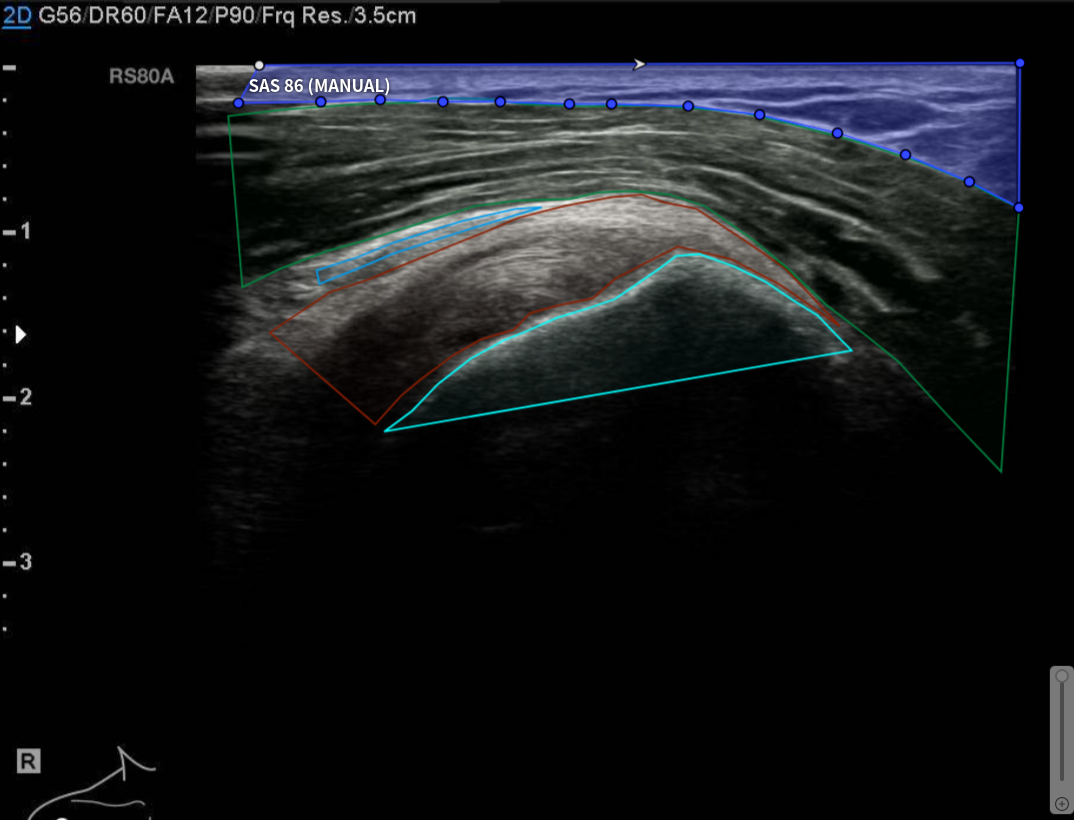 2D G56/DR60/FA12/P90/Frq Res./3.5cm
RS80A
SAS 86 (MANUAL)
1
2
3
R